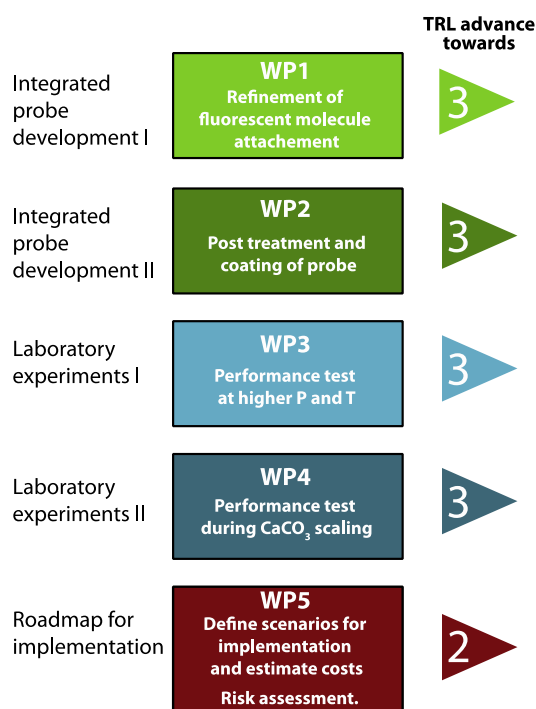 TRL advance
towards
Integrated
probe
development I
WP1
Refinement of
fluorescent molecule
attachement
3
Integrated
probe
development II
WP2
Post treatment and
coating of probe
3
Laboratory
experiments I
WP3
Performance test
at higher P and T
3
Laboratory
experiments II
WP4
Performance test
during CaCO₃ scaling
3
Roadmap for
implementation
WP5
Define scenarios for
implementation
and estimate costs
Risk assessment.
2